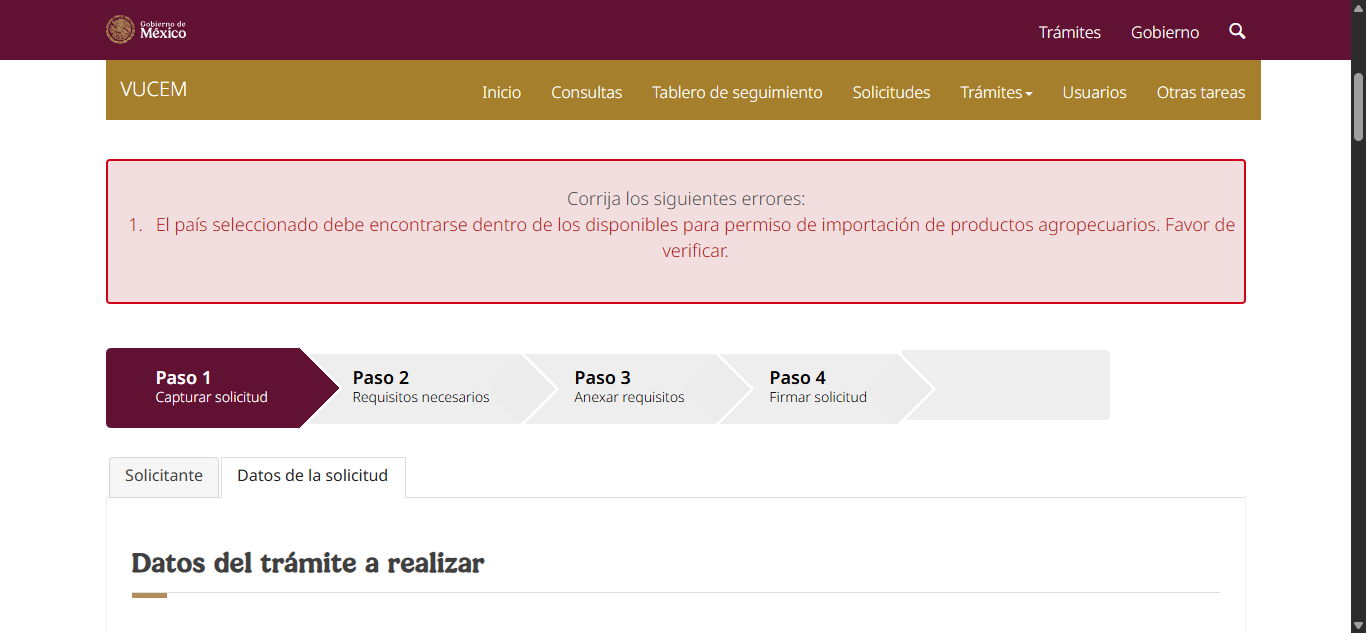 Gobierno de
México
Trámites
Gobierno
VUCEM
Inicio
Consultas
Tablero de seguimiento
Solicitudes
Trámites
Usuarios
Otras tareas
Corrija los siguientes errores:
1. El país seleccionado debe encontrarse dentro de los disponibles para permiso de importación de productos agropecuarios. Favor de
verificar.
Paso 1
Capturar solicitud
Paso 2
Requisitos necesarios
Paso 3
Anexar requisitos
Paso 4
Firmar solicitud
Solicitante
Datos de la solicitud
Datos del trámite a realizar